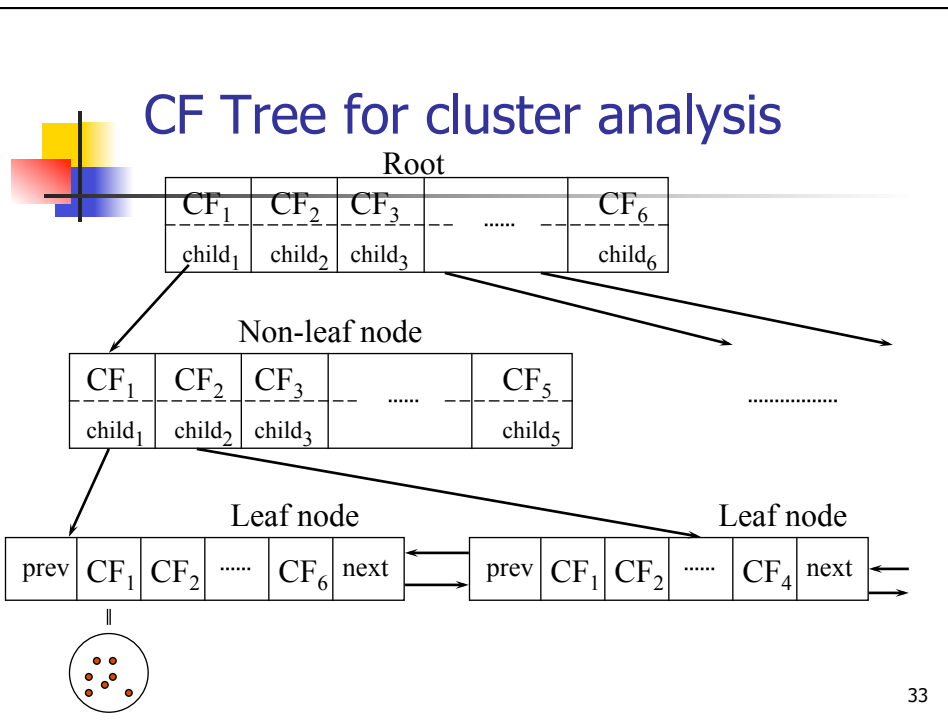 CF Tree for cluster analysis
Root
CF₁ CF₂ CF₃ ...... CF₆
child₁ child₂ child₃ child₆
Non-leaf node
CF₁ CF₂ CF₃ ...... CF₅
child₁ child₂ child₃ child₅
.................
Leaf node Leaf node
prev CF₁ CF₂ ...... CF₆ next prev CF₁ CF₂ ...... CF₄ next
33